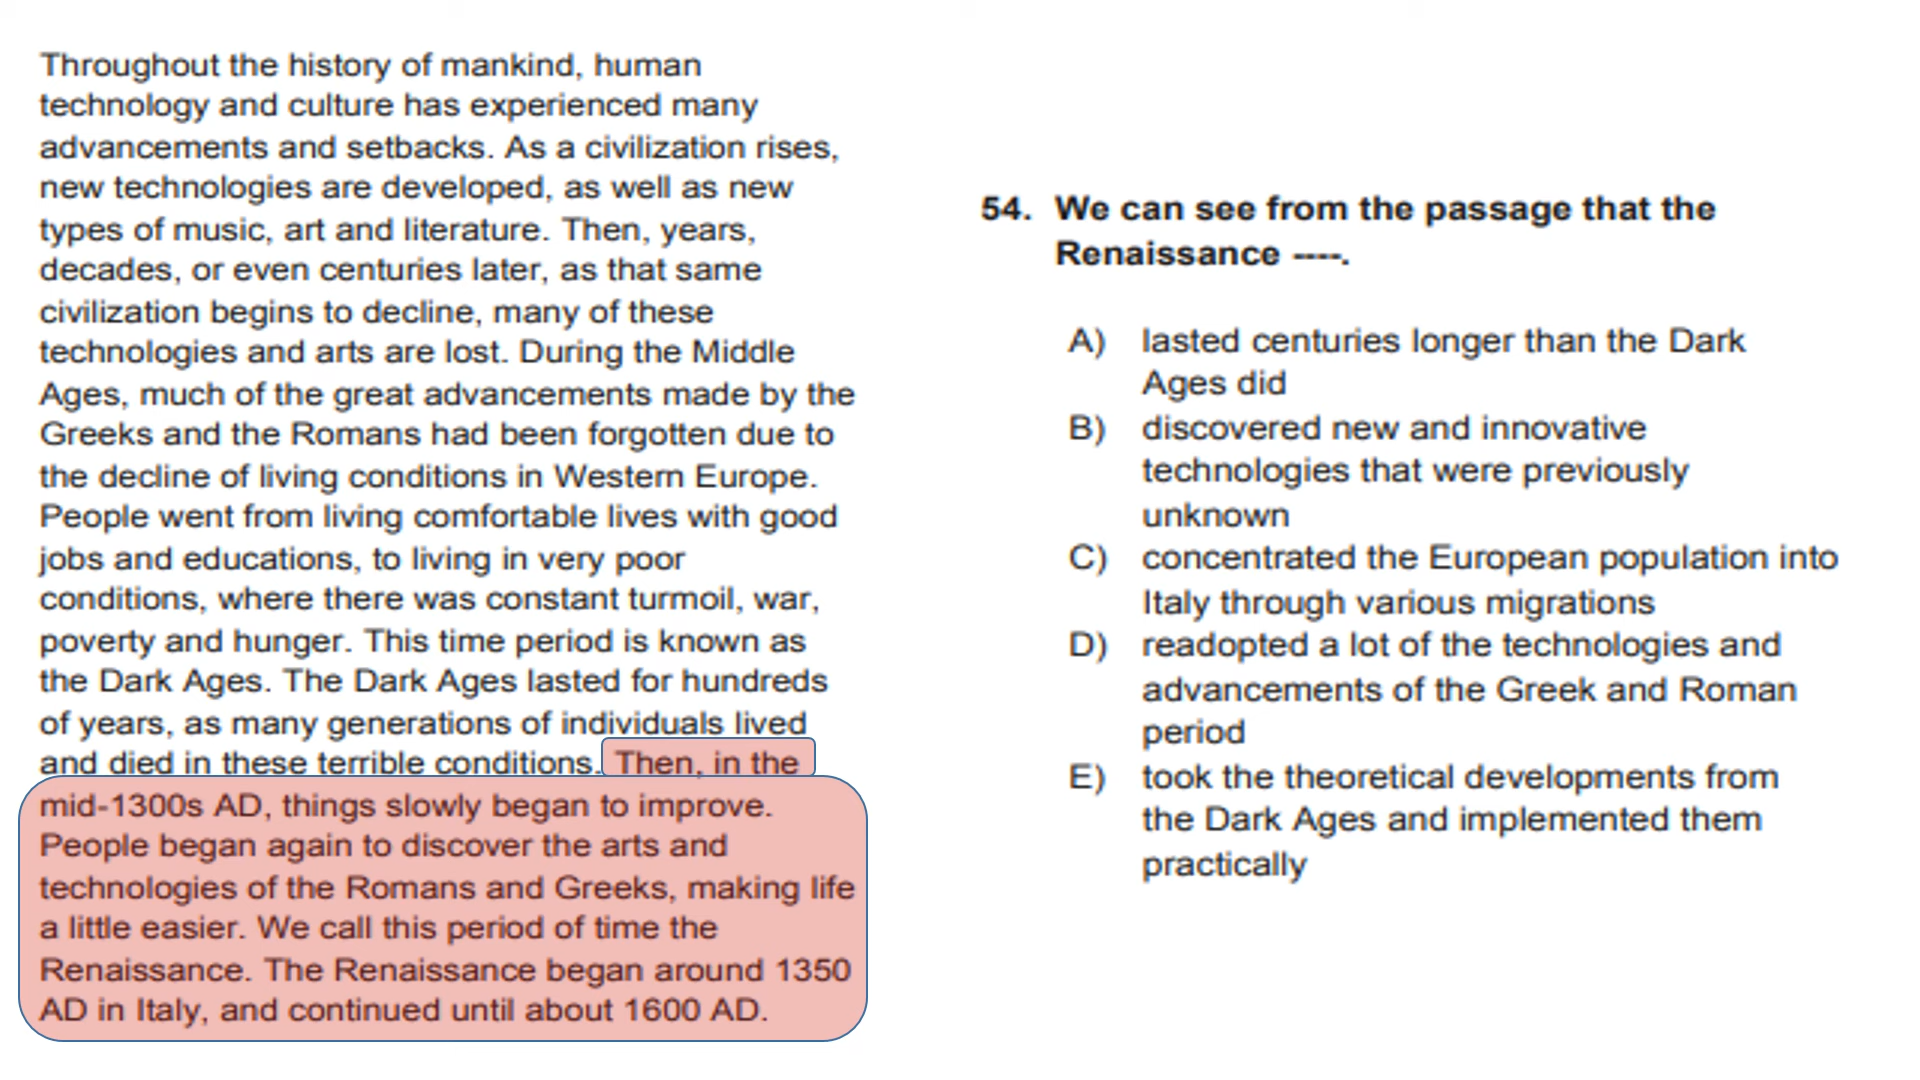 Throughout the history of mankind, human
technology and culture has experienced many
advancements and setbacks. As a civilization rises,
new technologies are developed, as well as new
types of music, art and literature. Then, years,
decades, or even centuries later, as that same
civilization begins to decline, many of these
technologies and arts are lost. During the Middle
Ages, much of the great advancements made by the
Greeks and the Romans had been forgotten due to
the decline of living conditions in Western Europe.
People went from living comfortable lives with good
jobs and educations, to living in very poor
conditions, where there was constant turmoil, war,
poverty and hunger. This time period is known as
the Dark Ages. The Dark Ages lasted for hundreds
of years, as many generations of individuals lived
and died in these terrible conditions. Then, in the
mid-1300s AD, things slowly began to improve.
People began again to discover the arts and
technologies of the Romans and Greeks, making life
a little easier. We call this period of time the
Renaissance. The Renaissance began around 1350
AD in Italy, and continued until about 1600 AD.
54. We can see from the passage that the
Renaissance ----.
A) lasted centuries longer than the Dark
Ages did
B) discovered new and innovative
technologies that were previously
unknown
C) concentrated the European population into
Italy through various migrations
D) readopted a lot of the technologies and
advancements of the Greek and Roman
period
E) took the theoretical developments from
the Dark Ages and implemented them
practically